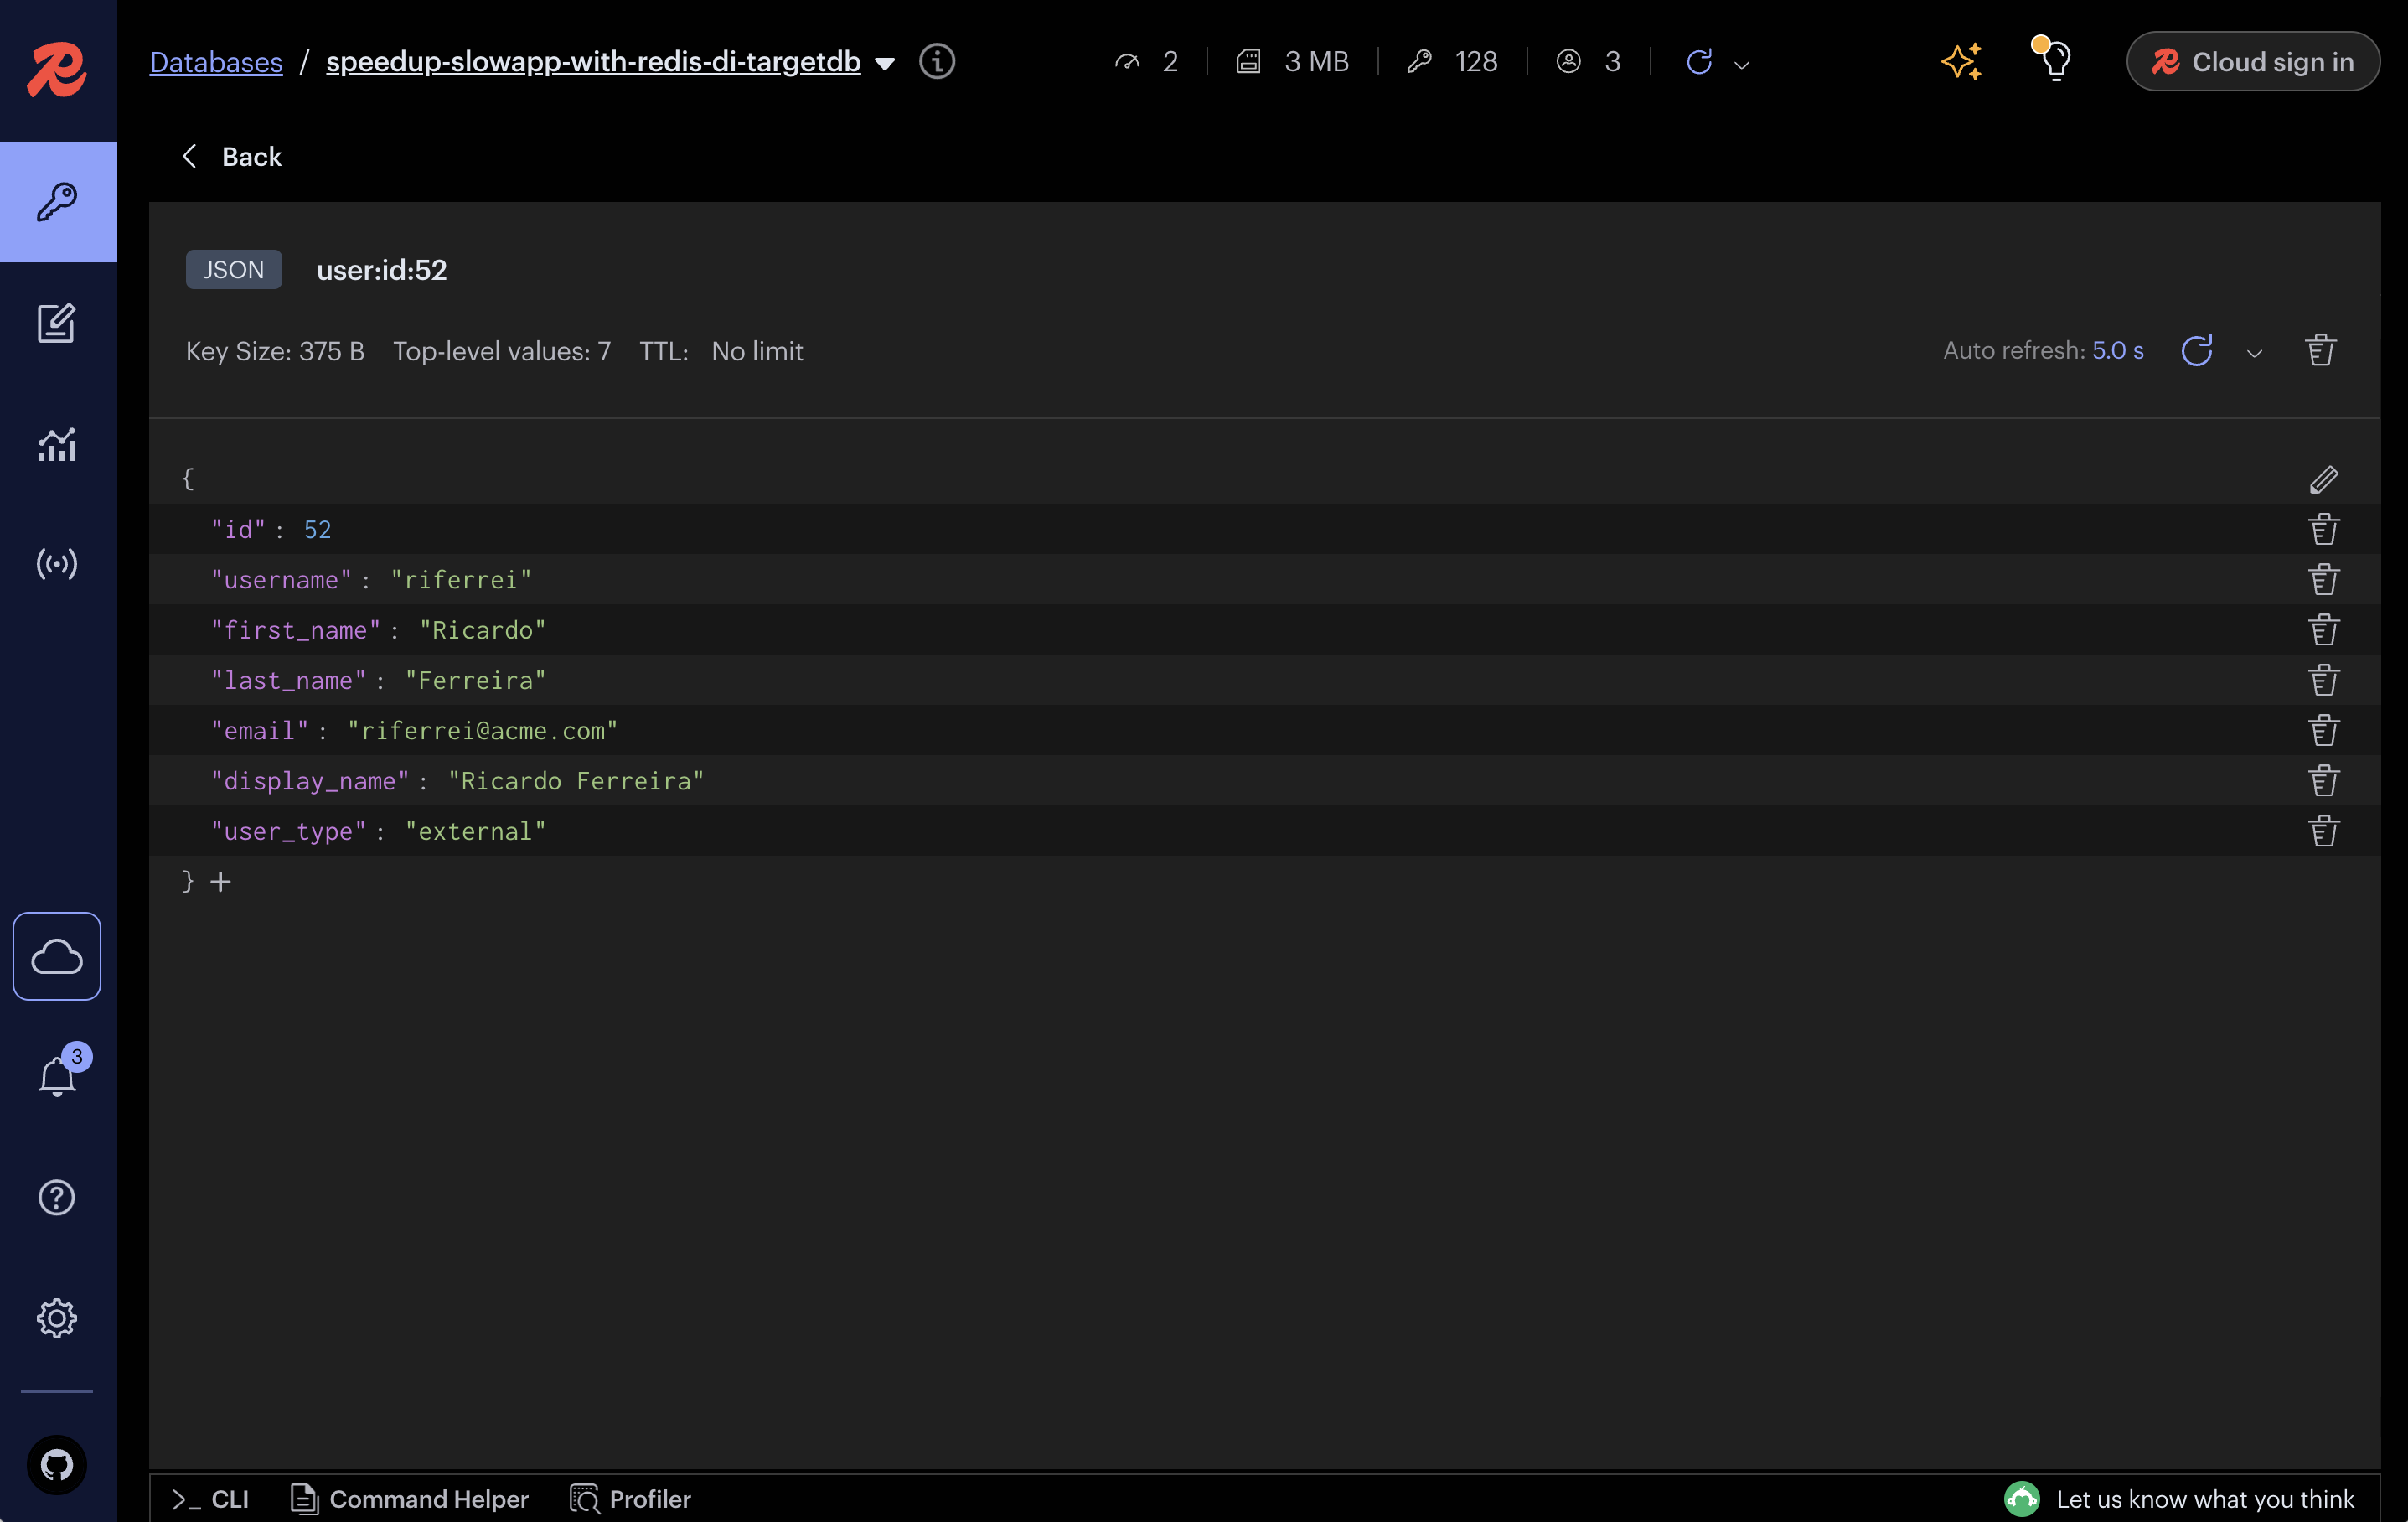 Databases / speedup-slowapp-with-redis-di-targetdb 2 3 MB 128 3 Cloud sign in
Back
JSON user:id:52
Key Size: 375 B Top-level values: 7 TTL: No limit Auto refresh: 5.0 s
{
"id" : 52
"username" : "riferrei"
"first_name" : "Ricardo"
"last_name" : "Ferreira"
"email" : "riferrei@acme.com"
"display_name" : "Ricardo Ferreira"
"user_type" : "external"
} +
3
>_ CLI Command Helper Profiler Let us know what you think